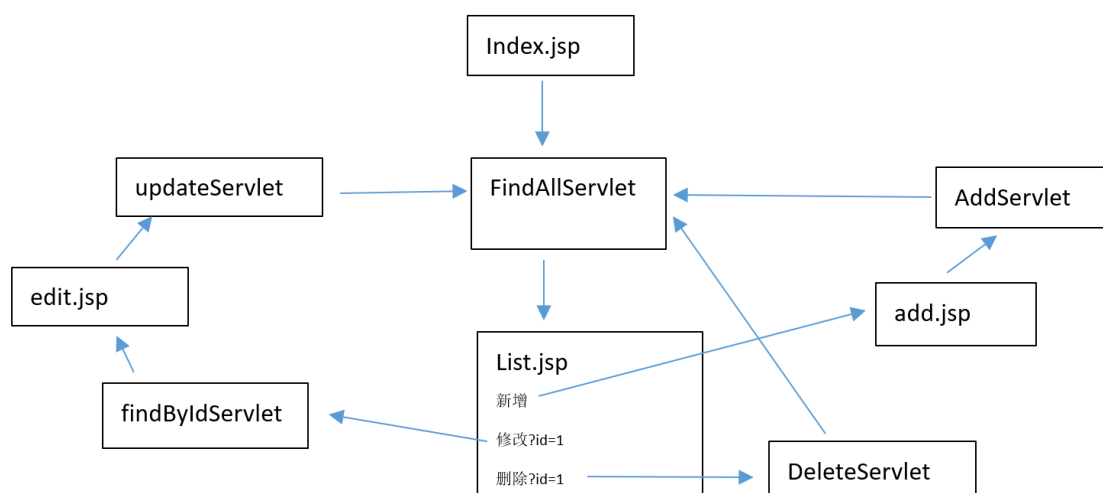 Index.jsp
updateServlet
FindAllServlet
AddServlet
edit.jsp
add.jsp
List.jsp
新增
findByIdServlet
修改?id=1
删除?id=1
DeleteServlet